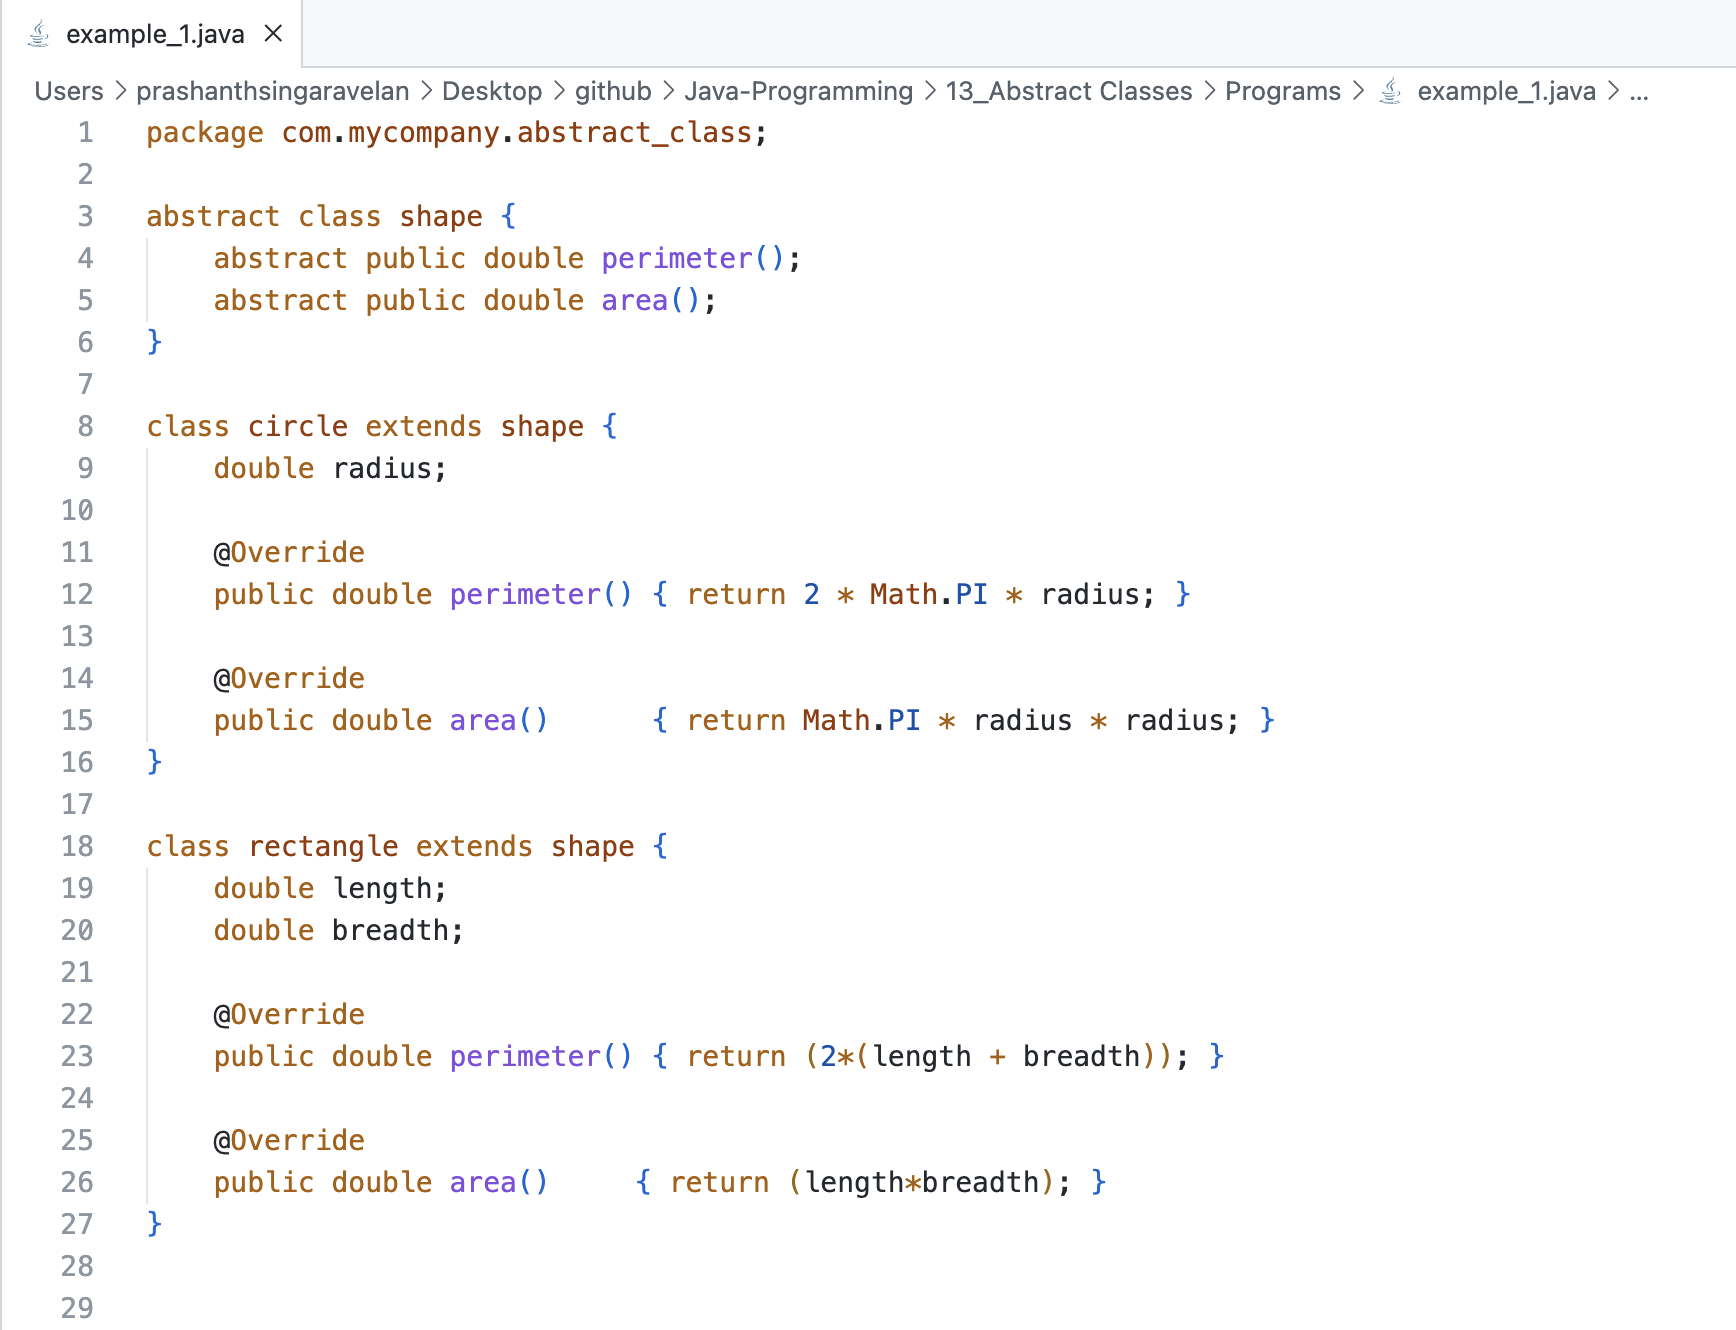 example_1.java ×
Users > prashanthsingaravelan > Desktop > github > Java-Programming > 13_Abstract Classes > Programs > example_1.java > ...
1 package com.mycompany.abstract_class;
2
3 abstract class shape {
4     abstract public double perimeter();
5     abstract public double area();
6 }
7
8 class circle extends shape {
9     double radius;
10
11     @Override
12     public double perimeter() { return 2 * Math.PI * radius; }
13
14     @Override
15     public double area()      { return Math.PI * radius * radius; }
16 }
17
18 class rectangle extends shape {
19     double length;
20     double breadth;
21
22     @Override
23     public double perimeter() { return (2*(length + breadth)); }
24
25     @Override
26     public double area()     { return (length*breadth); }
27 }
28
29